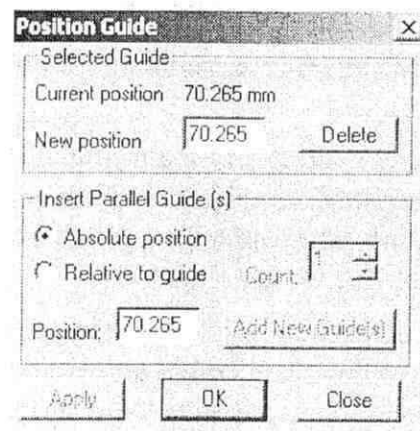 Position Guide
Selected Guide
Current position 70.265 mm
New position 70.265 Delete
Insert Parallel Guide (s)
Absolute position
Relative to guide Count: 1
Position: 70.265 Add New Guide(s)
Apply OK Close